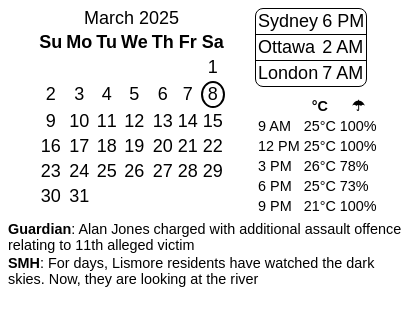 March 2025
Su Mo Tu We Th Fr Sa
1
2 3 4 5 6 7 8
9 10 11 12 13 14 15
16 17 18 19 20 21 22
23 24 25 26 27 28 29
30 31
Sydney 6 PM
Ottawa 2 AM
London 7 AM
°C ☂
9 AM 25°C 100%
12 PM 25°C 100%
3 PM 26°C 78%
6 PM 25°C 73%
9 PM 21°C 100%
Guardian: Alan Jones charged with additional assault offence
relating to 11th alleged victim
SMH: For days, Lismore residents have watched the dark
skies. Now, they are looking at the river